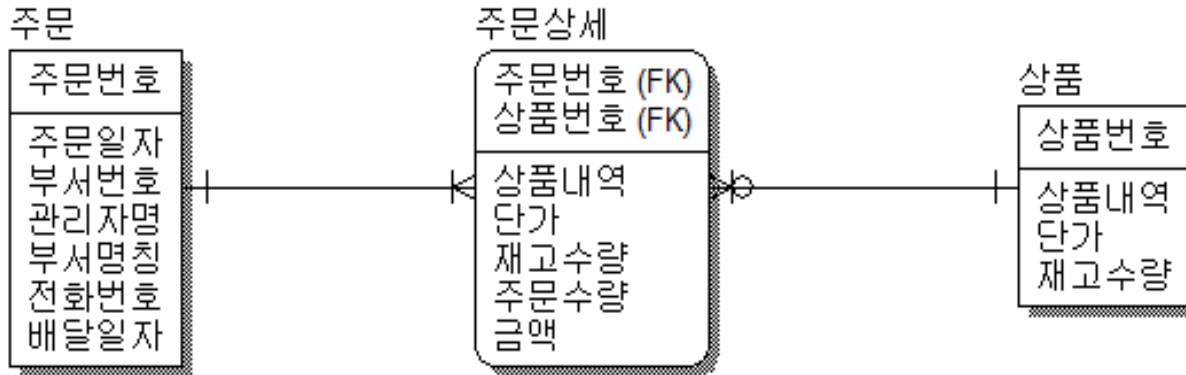 주문
주문번호
주문일자
부서번호
관리자명
부서명칭
전화번호
배달일자
주문상세
주문번호 (FK)
상품번호 (FK)
상품내역
단가
재고수량
주문수량
금액
상품
상품번호
상품내역
단가
재고수량